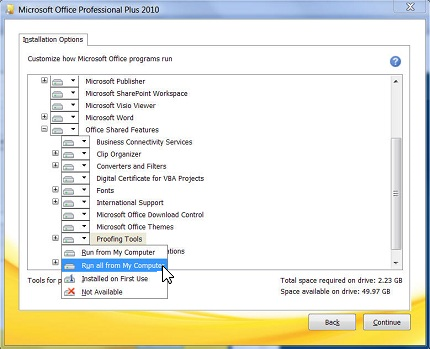 Microsoft Office Professional Plus 2010
Installation Options
Customize how Microsoft Office programs run
Microsoft Publisher
Microsoft SharePoint Workspace
Microsoft Visio Viewer
Microsoft Word
Office Shared Features
Business Connectivity Services
Clip Organizer
Converters and Filters
Digital Certificate for VBA Projects
Fonts
International Support
Microsoft Office Download Control
Microsoft Office Themes
Proofing Tools
Run from My Computer
Run all from My Computer
Installed on First Use
Not Available
Tools for p
Total space required on drive: 2.23 GB
Space available on drive: 49.97 GB
Back
Continue